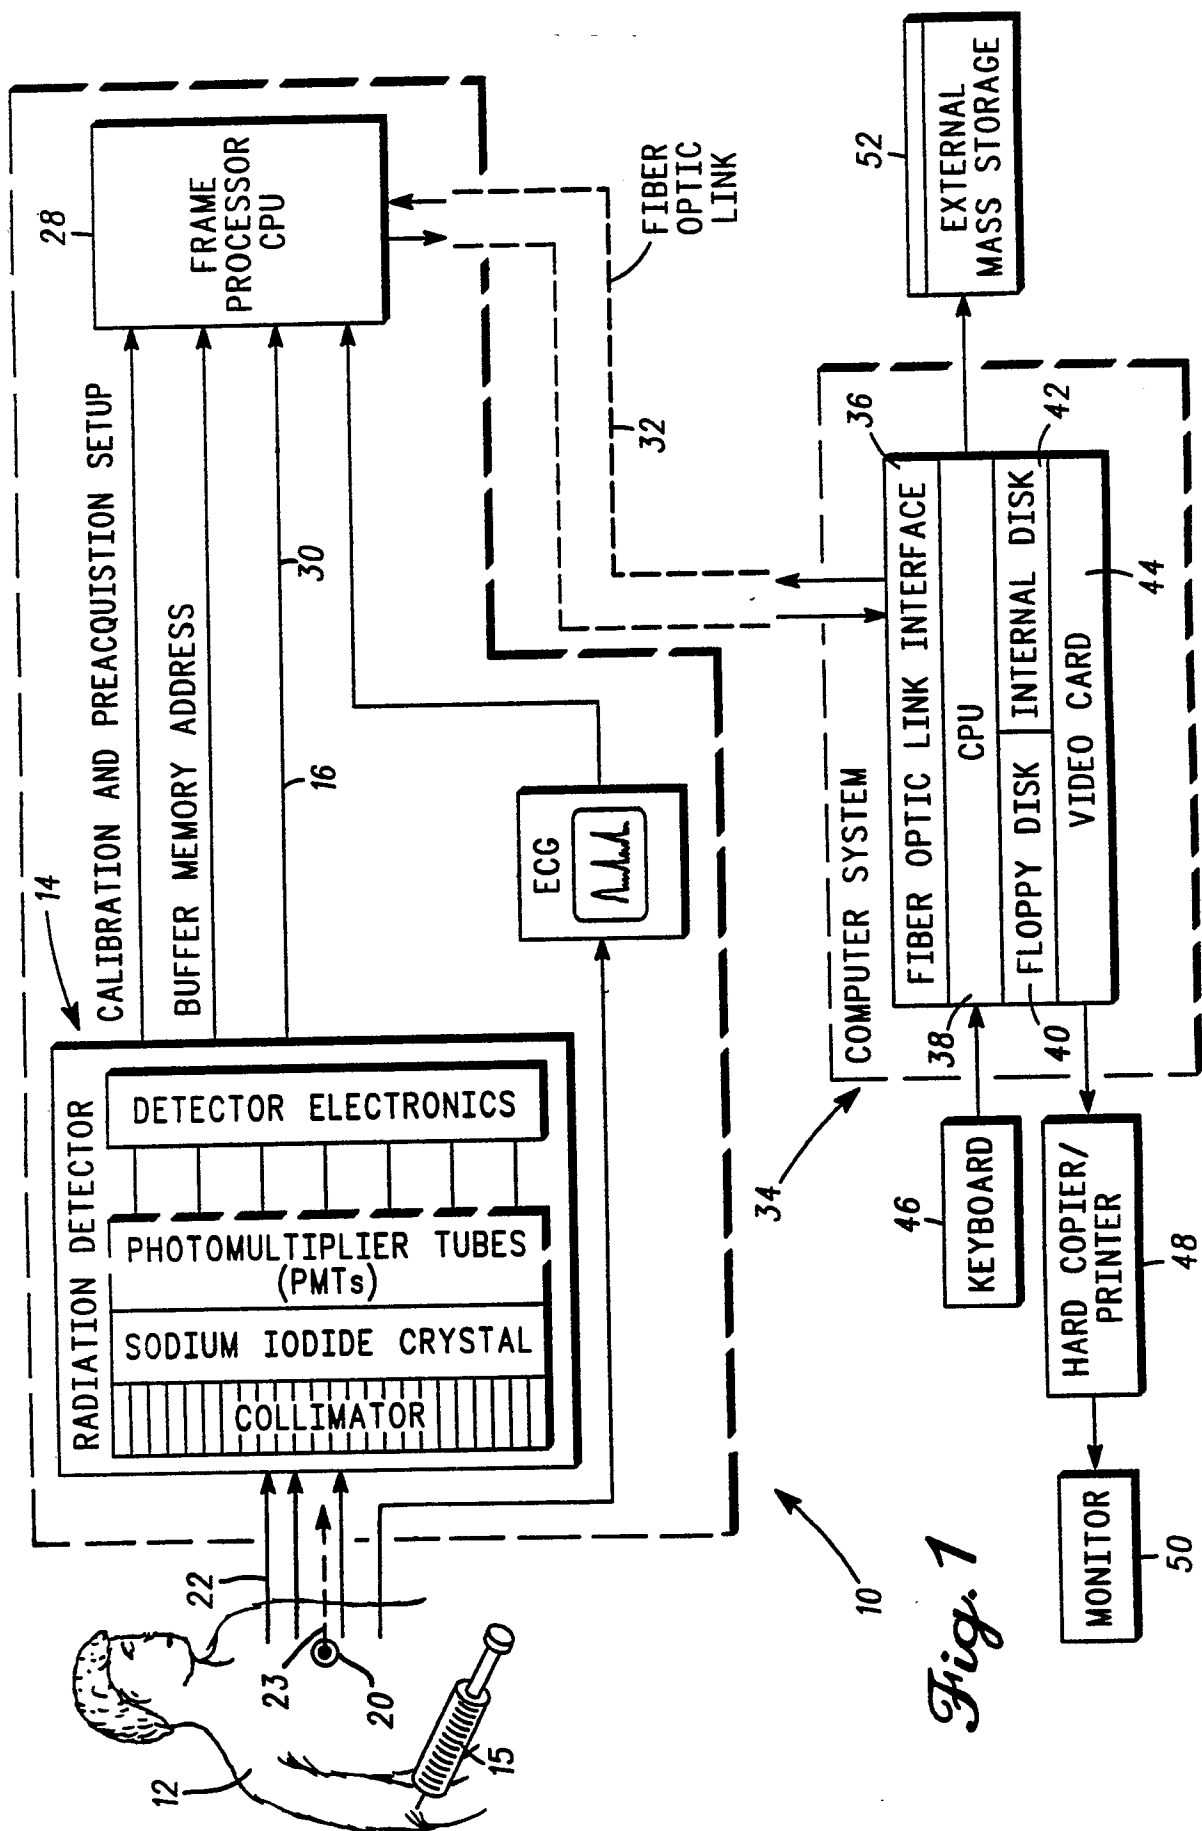 14
CALIBRATION AND PREACQUISTION SETUP
BUFFER MEMORY ADDRESS
16
30
28
FRAME
PROCESSOR
CPU
RADIATION DETECTOR
COLLIMATOR
SODIUM IODIDE CRYSTAL
PHOTOMULTIPLIER TUBES
(PMTs)
DETECTOR ELECTRONICS
12
22
23
20
15
ECG
32
FIBER
OPTIC
LINK
10
34
COMPUTER SYSTEM
FIBER OPTIC LINK INTERFACE
36
38
CPU
40
FLOPPY DISK
INTERNAL DISK
42
VIDEO CARD
44
46
KEYBOARD
HARD COPIER/
PRINTER
48
MONITOR
50
52
EXTERNAL
MASS STORAGE
Fig. 1